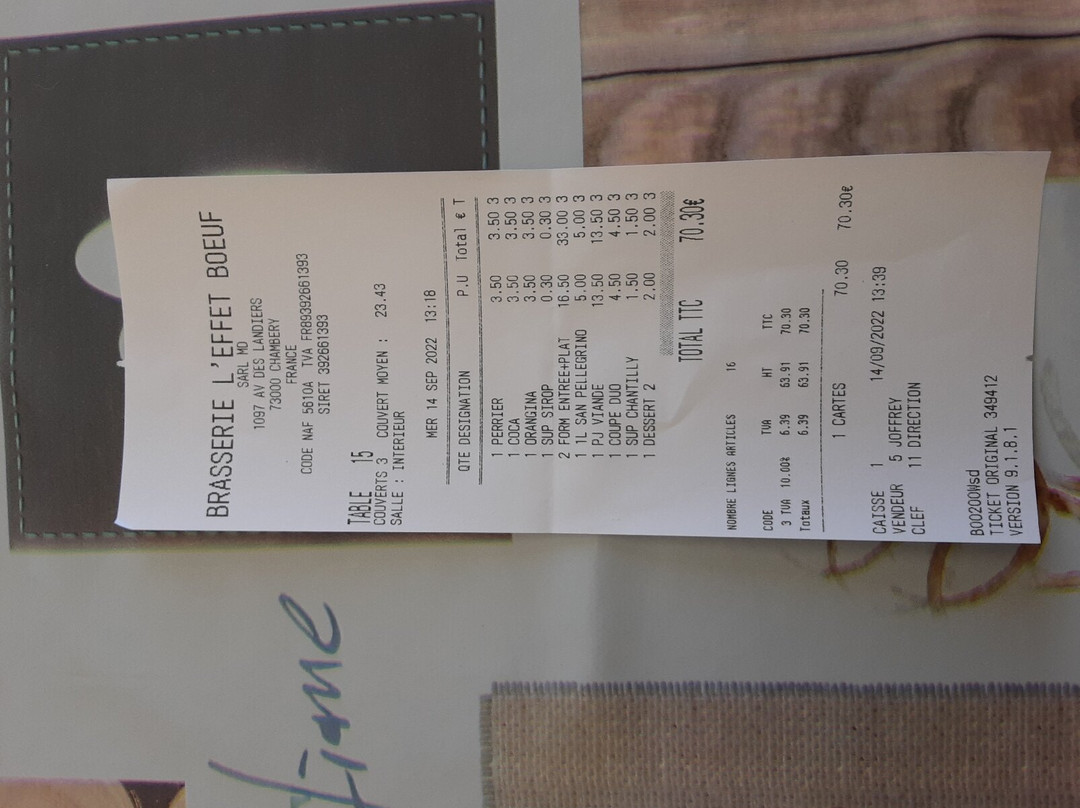 BRASSERIE L'EFFET BOEUF
SARL MD
1097 AV DES LANDIERS
73000 CHAMBERY
FRANCE
CODE NAF 5610A TVA FR89392661393
SIRET 392661393
TABLE 15
COUVERTS 3 COUVERT MOYEN : 23.43
SALLE : INTERIEUR
MER 14 SEP 2022 13:18
QTE DESIGNATION P.U Total € T
1 PERRIER 3.50 3.50 3
1 COCA 3.50 3.50 3
1 ORANGINA 3.50 3.50 3
1 SUP SIROP 0.30 0.30 3
2 FORM ENTREE+PLAT 16.50 33.00 3
1 1L SAN PELLEGRINO 5.00 5.00 3
1 PJ VIANDE 13.50 13.50 3
1 COUPE DUO 4.50 4.50 3
1 SUP CHANTILLY 1.50 1.50 3
1 DESSERT 2 2.00 2.00 3
TOTAL TTC 70.30€
NOMBRE LIGNES ARTICLES 16
CODE TVA HT TTC
3 TVA 10.00% 6.39 63.91 70.30
Totaux 6.39 63.91 70.30
1 CARTES 70.30 70.30€
CAISSE 1 14/09/2022 13:39
VENDEUR 5 JOFFREY
CLEF 11 DIRECTION
B00200Wsd
TICKET ORIGINAL 349412
VERSION 9.1.B.1
time